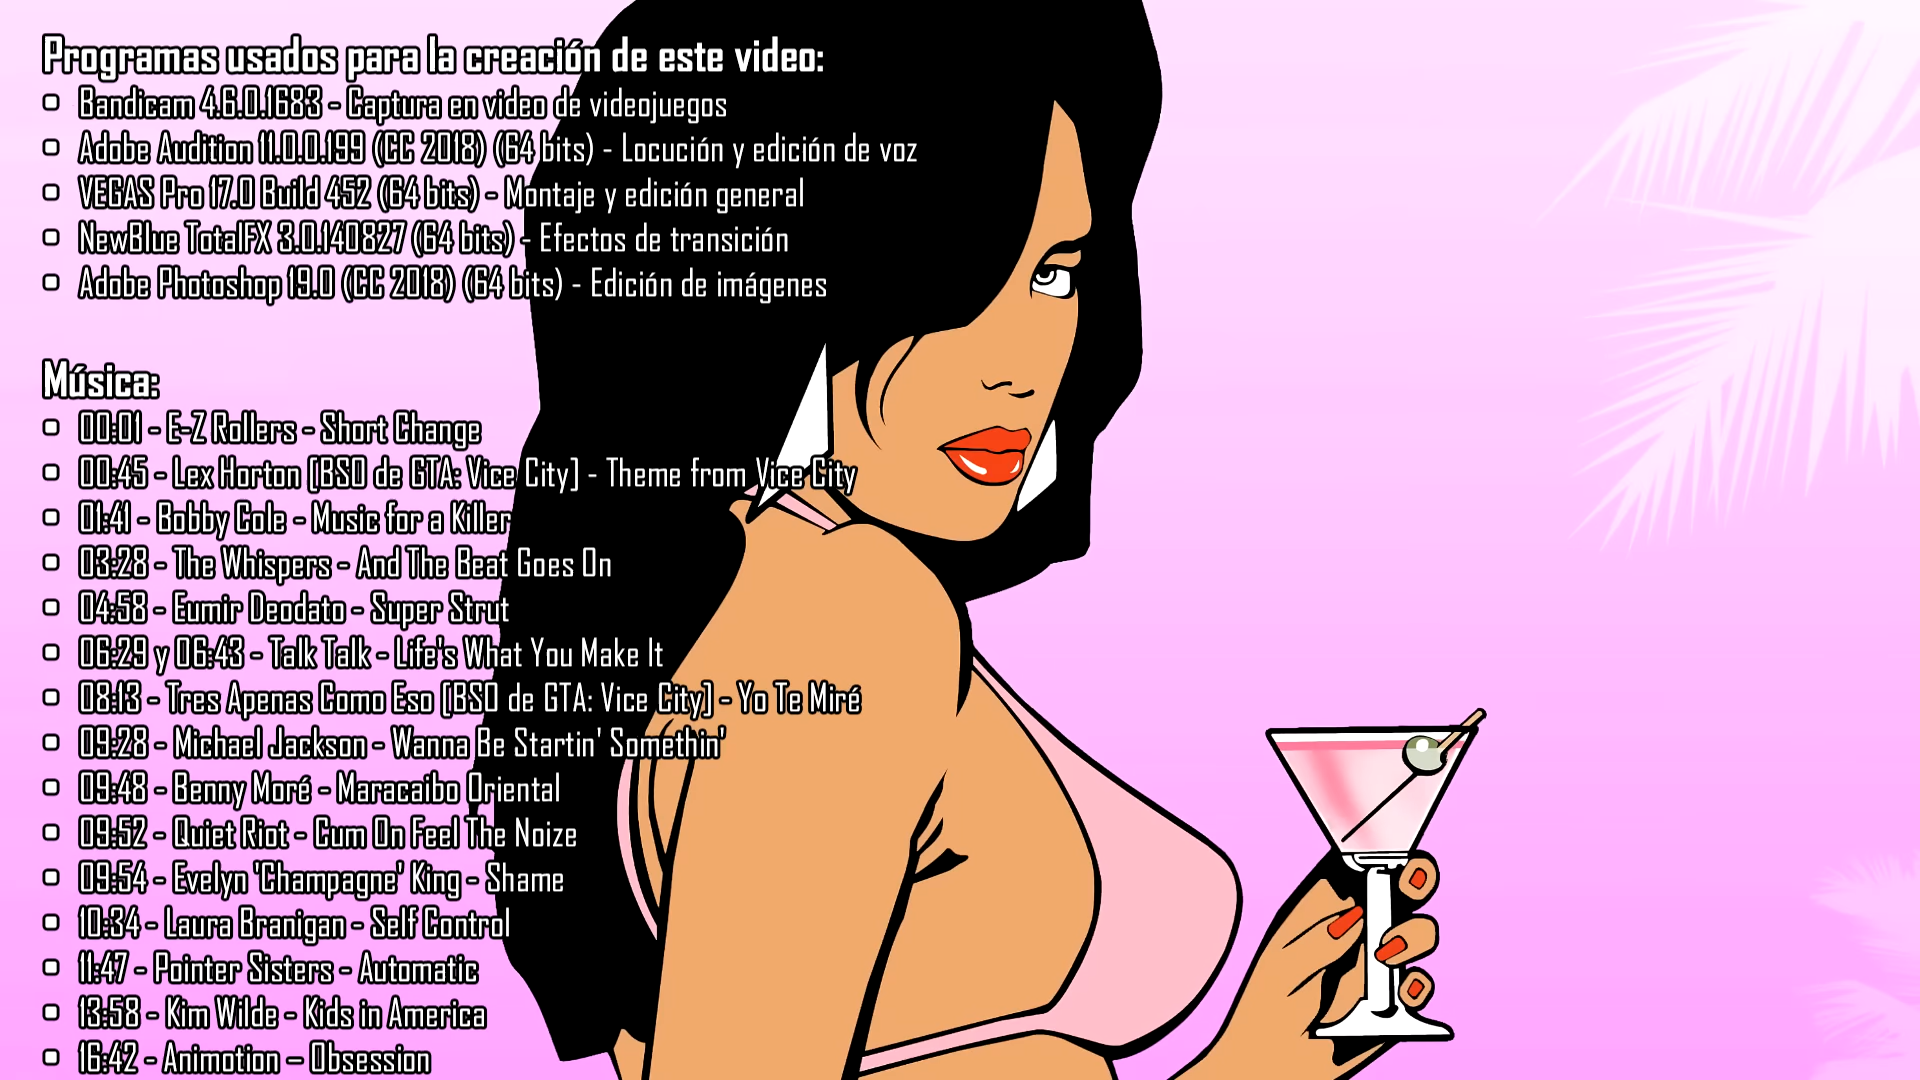 Programas usados para la creación de este video:
Bandicam 4.6.0.1683 - Captura en video de videojuegos
Adobe Audition 11.0.0.199 (CC 2018) (64 bits) - Locución y edición de voz
VEGAS Pro 17.0 Build 452 (64 bits) - Montaje y edición general
NewBlue TotalFX 3.0.140827 (64 bits) - Efectos de transición
Adobe Photoshop 19.0 (CC 2018) (64 bits) - Edición de imágenes
Música:
00:01 - E-Z Rollers - Short Change
00:45 - Lex Horton [BSO de GTA: Vice City] - Theme from Vice City
01:41 - Bobby Cole - Music for a Killer
03:28 - The Whispers - And The Beat Goes On
04:58 - Eumir Deodato - Super Strut
06:29 y 06:43 - Talk Talk - Life's What You Make It
08:13 - Tres Apenas Como Eso [BSO de GTA: Vice City] - Yo Te Miré
09:28 - Michael Jackson - Wanna Be Startin' Somethin'
09:48 - Benny Moré - Maracaibo Oriental
09:52 - Quiet Riot - Cum On Feel The Noize
09:54 - Evelyn 'Champagne' King - Shame
10:34 - Laura Branigan - Self Control
11:47 - Pointer Sisters - Automatic
13:58 - Kim Wilde - Kids in America
16:42 - Animotion – Obsession